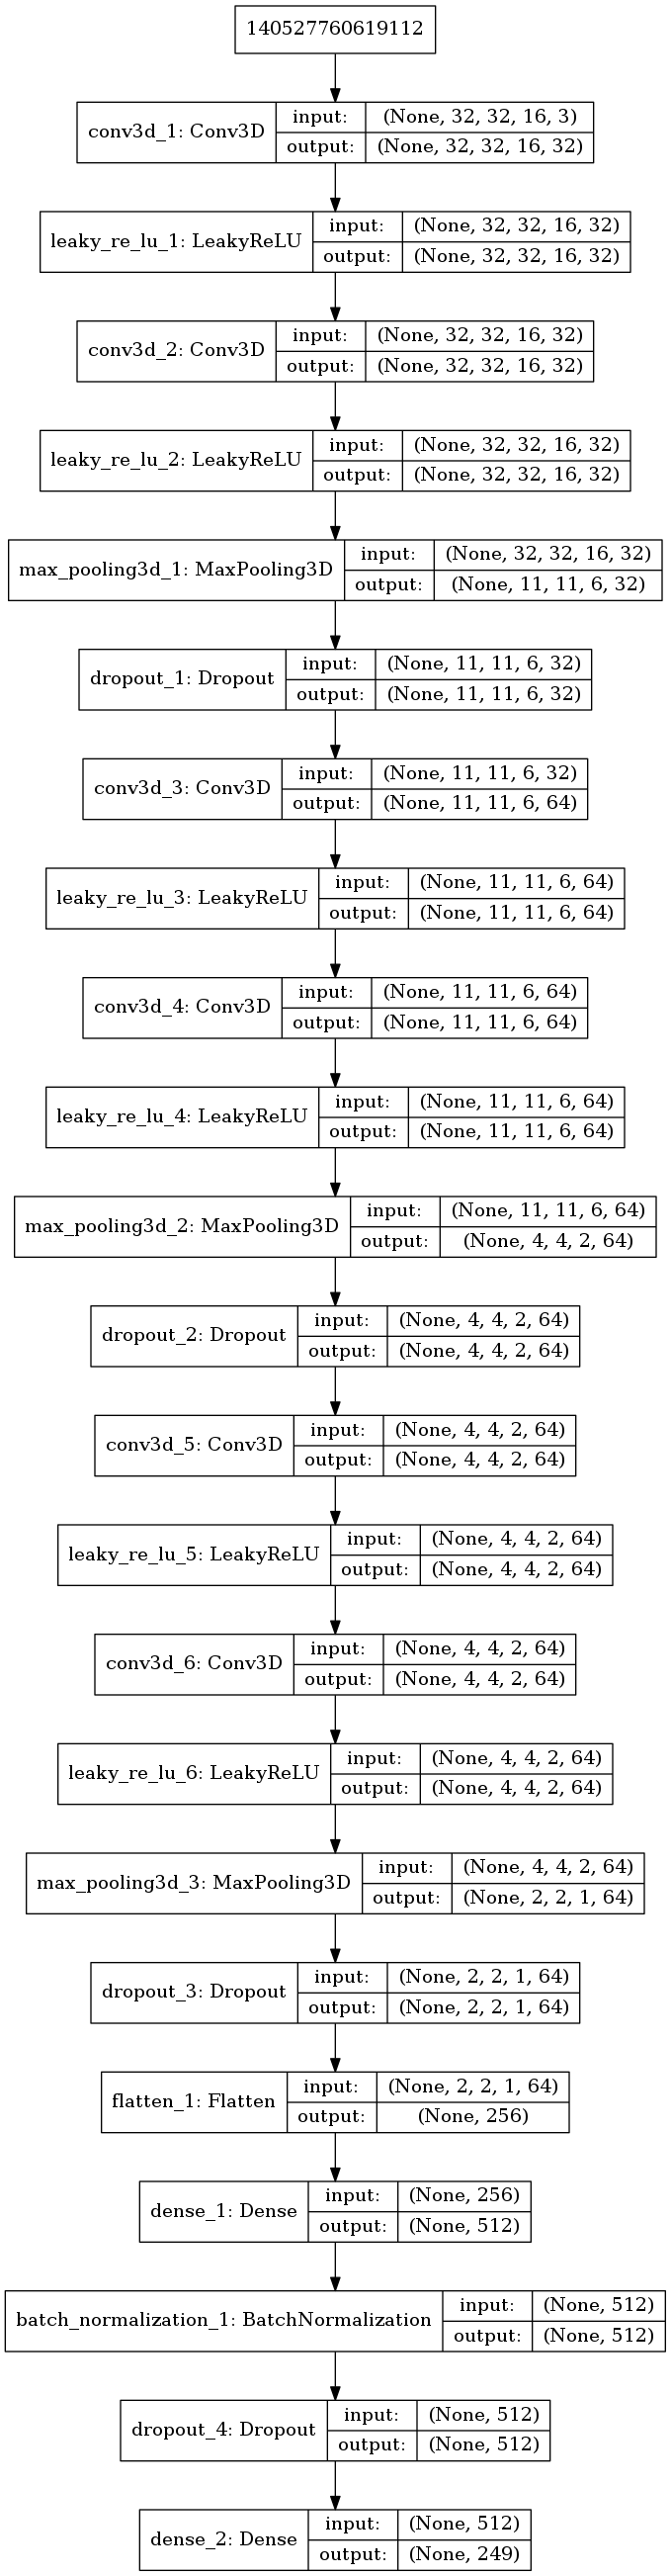 140527760619112
conv3d_1: Conv3D
input:
(None, 32, 32, 16, 3)
output:
(None, 32, 32, 16, 32)
leaky_re_lu_1: LeakyReLU
input:
(None, 32, 32, 16, 32)
output:
(None, 32, 32, 16, 32)
conv3d_2: Conv3D
input:
(None, 32, 32, 16, 32)
output:
(None, 32, 32, 16, 32)
leaky_re_lu_2: LeakyReLU
input:
(None, 32, 32, 16, 32)
output:
(None, 32, 32, 16, 32)
max_pooling3d_1: MaxPooling3D
input:
(None, 32, 32, 16, 32)
output:
(None, 11, 11, 6, 32)
dropout_1: Dropout
input:
(None, 11, 11, 6, 32)
output:
(None, 11, 11, 6, 32)
conv3d_3: Conv3D
input:
(None, 11, 11, 6, 32)
output:
(None, 11, 11, 6, 64)
leaky_re_lu_3: LeakyReLU
input:
(None, 11, 11, 6, 64)
output:
(None, 11, 11, 6, 64)
conv3d_4: Conv3D
input:
(None, 11, 11, 6, 64)
output:
(None, 11, 11, 6, 64)
leaky_re_lu_4: LeakyReLU
input:
(None, 11, 11, 6, 64)
output:
(None, 11, 11, 6, 64)
max_pooling3d_2: MaxPooling3D
input:
(None, 11, 11, 6, 64)
output:
(None, 4, 4, 2, 64)
dropout_2: Dropout
input:
(None, 4, 4, 2, 64)
output:
(None, 4, 4, 2, 64)
conv3d_5: Conv3D
input:
(None, 4, 4, 2, 64)
output:
(None, 4, 4, 2, 64)
leaky_re_lu_5: LeakyReLU
input:
(None, 4, 4, 2, 64)
output:
(None, 4, 4, 2, 64)
conv3d_6: Conv3D
input:
(None, 4, 4, 2, 64)
output:
(None, 4, 4, 2, 64)
leaky_re_lu_6: LeakyReLU
input:
(None, 4, 4, 2, 64)
output:
(None, 4, 4, 2, 64)
max_pooling3d_3: MaxPooling3D
input:
(None, 4, 4, 2, 64)
output:
(None, 2, 2, 1, 64)
dropout_3: Dropout
input:
(None, 2, 2, 1, 64)
output:
(None, 2, 2, 1, 64)
flatten_1: Flatten
input:
(None, 2, 2, 1, 64)
output:
(None, 256)
dense_1: Dense
input:
(None, 256)
output:
(None, 512)
batch_normalization_1: BatchNormalization
input:
(None, 512)
output:
(None, 512)
dropout_4: Dropout
input:
(None, 512)
output:
(None, 512)
dense_2: Dense
input:
(None, 512)
output:
(None, 249)